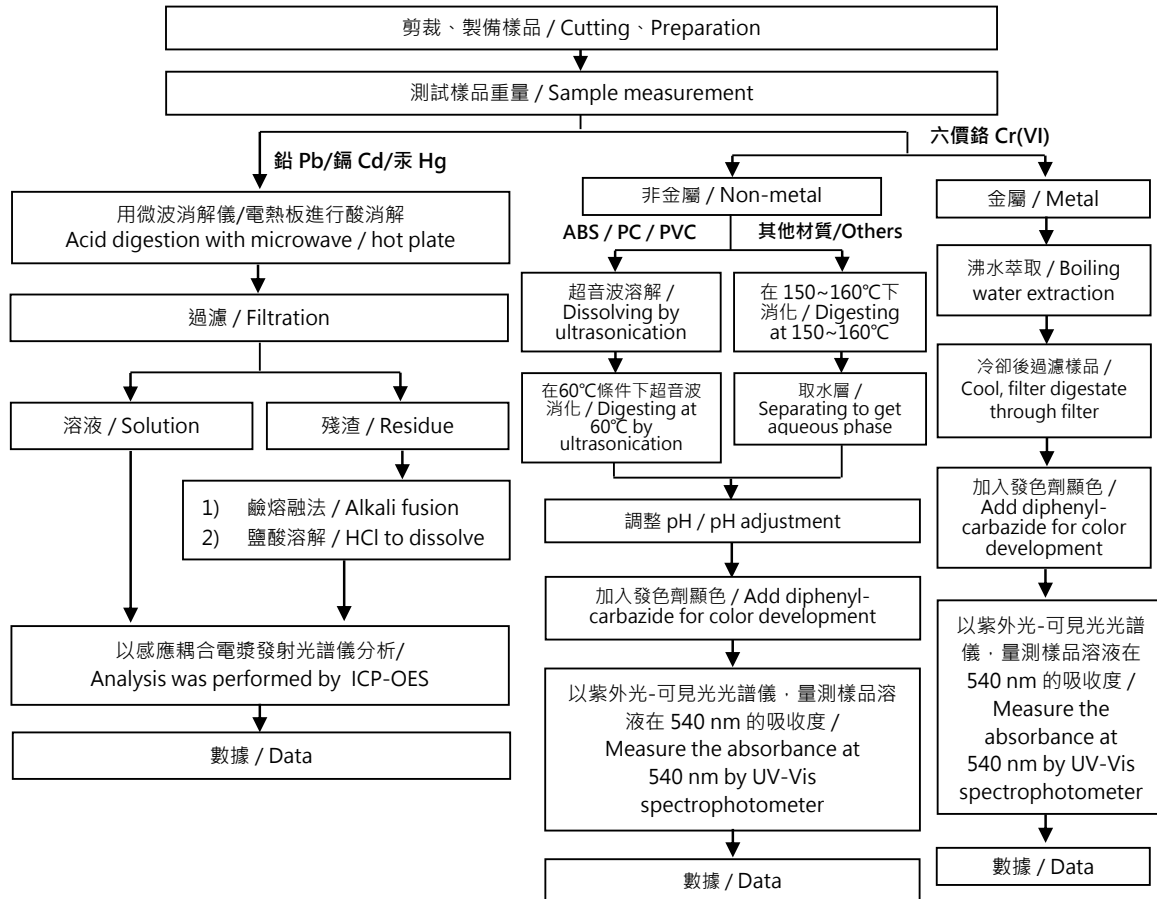 剪裁、製備樣品 / Cutting、Preparation
測試樣品重量 / Sample measurement
鉛 Pb/鎘 Cd/汞 Hg
用微波消解儀/電熱板進行酸消解
Acid digestion with microwave / hot plate
過濾 / Filtration
溶液 / Solution
殘渣 / Residue
1) 鹼熔融法 / Alkali fusion
2) 鹽酸溶解 / HCl to dissolve
以感應耦合電漿發射光譜儀分析/
Analysis was performed by ICP-OES
數據 / Data
六價鉻 Cr(VI)
非金屬 / Non-metal
ABS / PC / PVC
超音波溶解 /
Dissolving by
ultrasonication
在60℃條件下超音波
消化 / Digesting at
60℃ by
ultrasonication
其他材質/Others
在 150~160℃下
消化 / Digesting
at 150~160℃
取水層 /
Separating to get
aqueous phase
調整 pH / pH adjustment
加入發色劑顯色 / Add diphenyl-
carbazide for color development
以紫外光-可見光光譜儀，量測樣品溶
液在 540 nm 的吸收度 /
Measure the absorbance at
540 nm by UV-Vis
spectrophotometer
數據 / Data
金屬 / Metal
沸水萃取 / Boiling
water extraction
冷卻後過濾樣品 /
Cool, filter digestate
through filter
加入發色劑顯色 /
Add diphenyl-
carbazide for color
development
以紫外光-可見光光譜
儀，量測樣品溶液在
540 nm 的吸收度 /
Measure the
absorbance at
540 nm by UV-Vis
spectrophotometer
數據 / Data